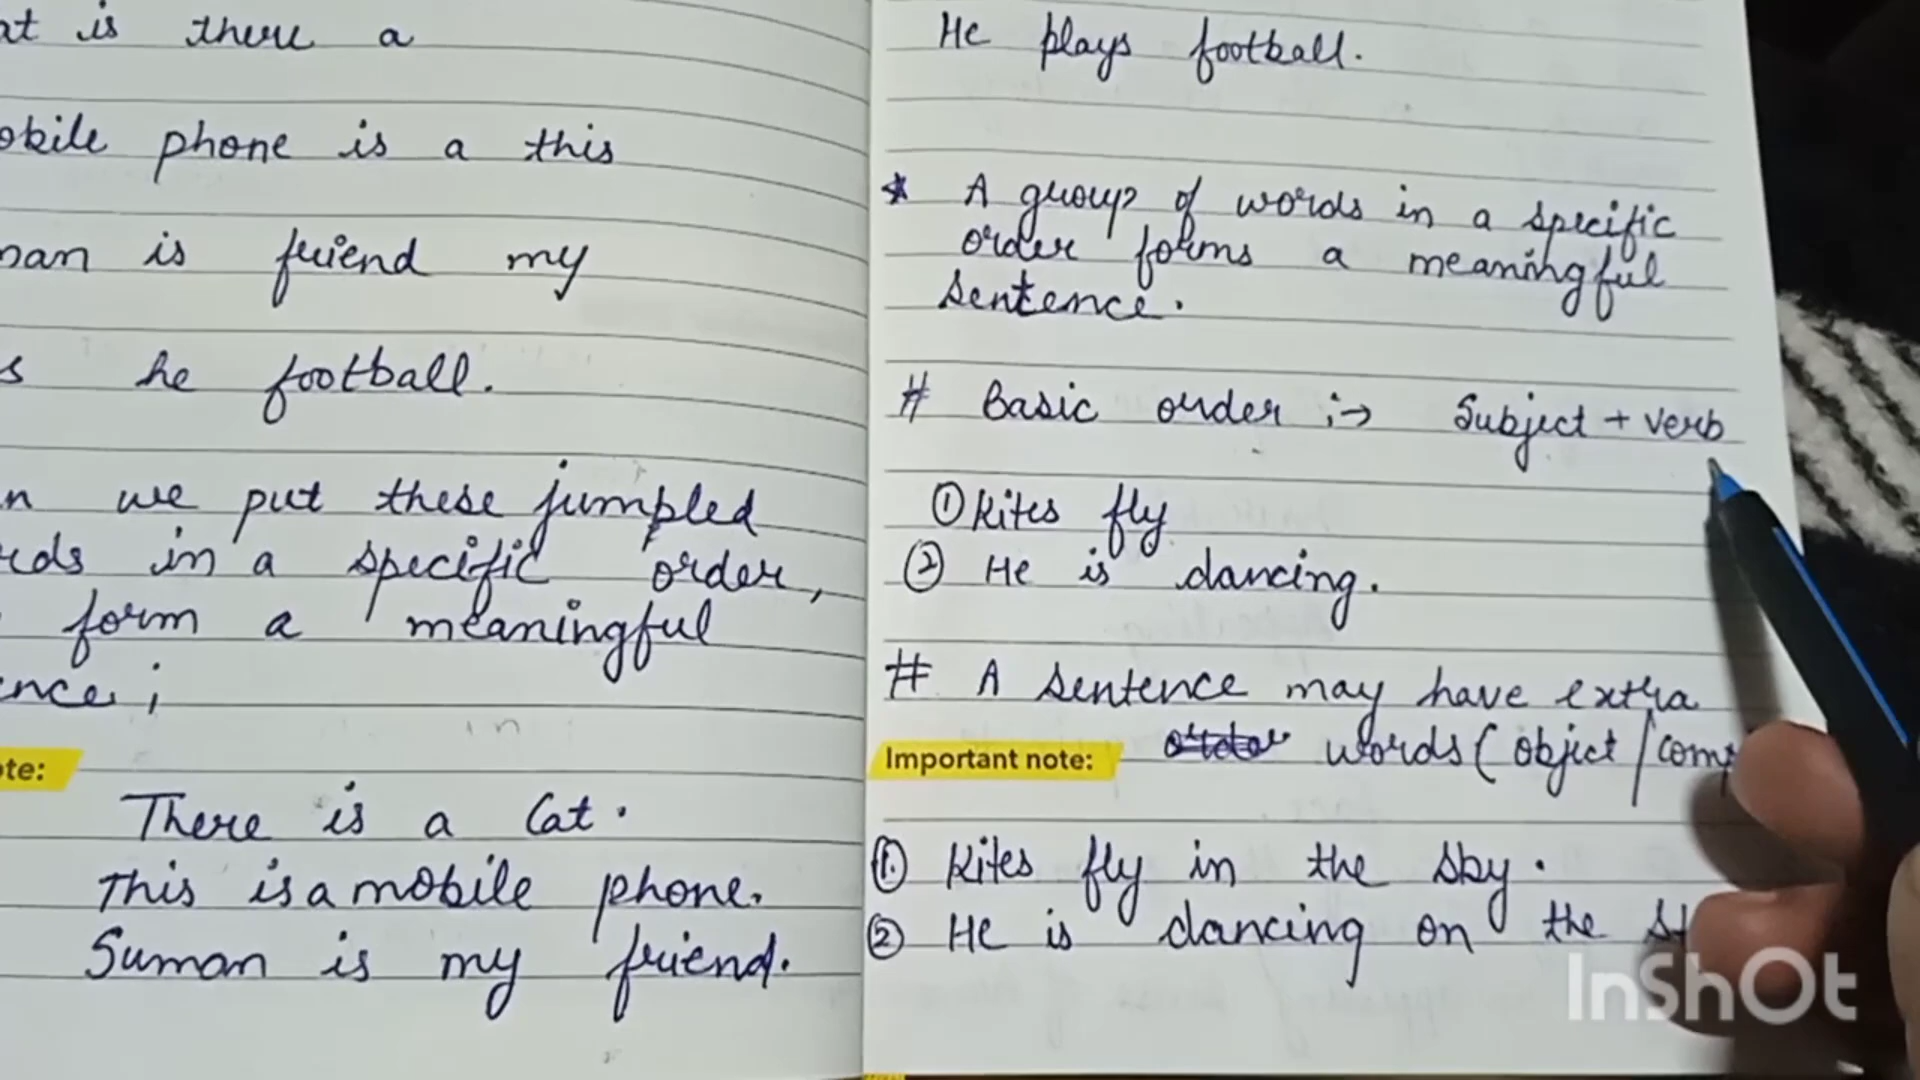 is there a
phone is a this
is friend my
he football.
we put these jumpled
in a specific order,
form a meaningful
There is a Cat.
This is a mobile phone.
Suman is my friend.
He plays football.
* A group of words in a specific
order forms a meaningful
sentence.
# Basic order :→ Subject + verb
① Kites fly
② He is dancing.
# A sentence may have extra
Important note: words (object /
①. Kites fly in the sky.
② He is dancing on the
InShOt